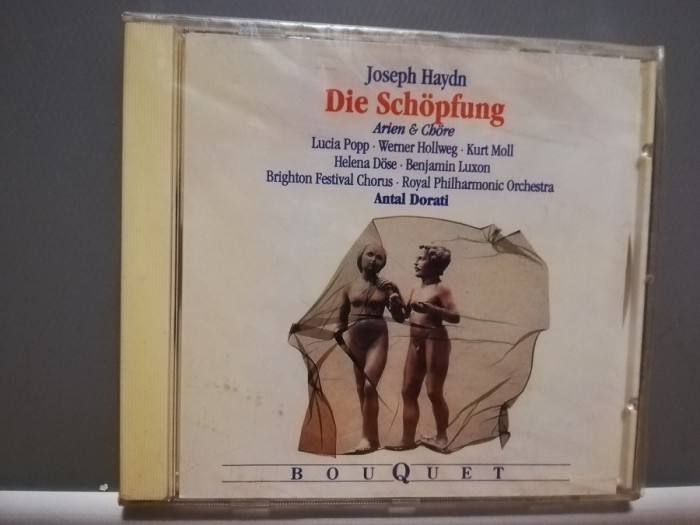 Joseph Haydn
Die Schöpfung
Arien & Chöre
Lucia Popp · Werner Hollweg · Kurt Moll
Helena Döse · Benjamin Luxon
Brighton Festival Chorus · Royal Philharmonic Orchestra
Antal Dorati
BOUQUET